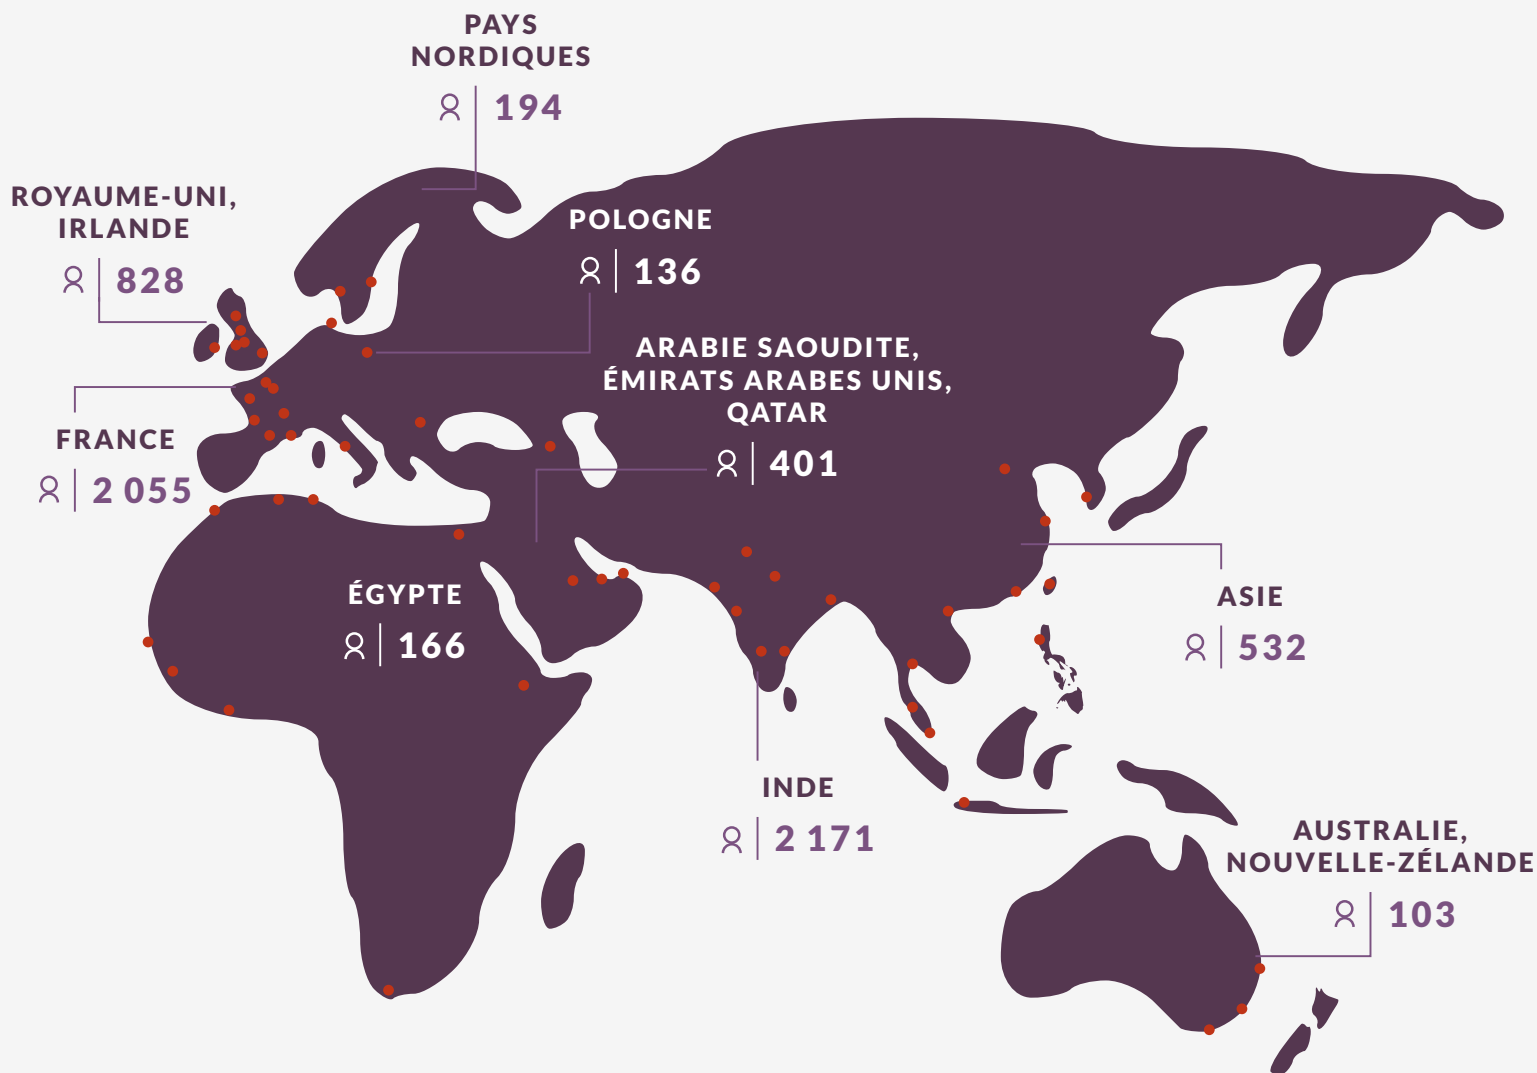 PAYS
NORDIQUES
194
ROYAUME-UNI,
IRLANDE
828
POLOGNE
136
ARABIE SAOUDITE,
ÉMIRATS ARABES UNIS,
QATAR
401
FRANCE
2 055
ÉGYPTE
166
ASIE
532
INDE
2 171
AUSTRALIE,
NOUVELLE-ZÉLANDE
103